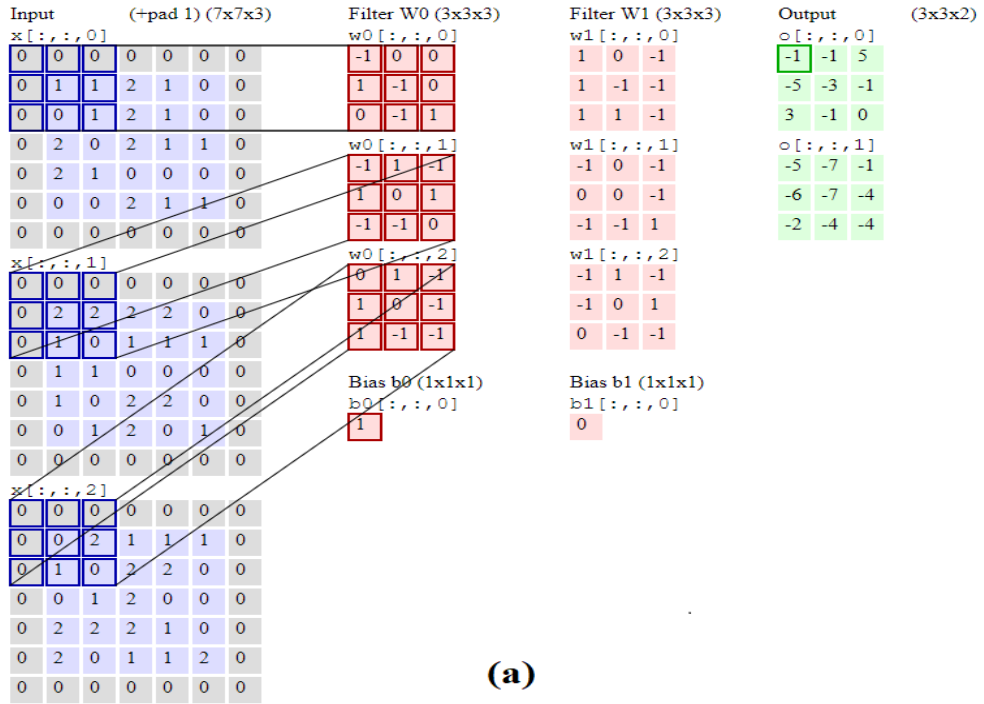 Input (+pad 1) (7x7x3) Filter W0 (3x3x3) Filter W1 (3x3x3) Output (3x3x2)
x[:,:,0] w0[:,:,0] w1[:,:,0] o[:,:,0]
0 0 0 0 0 0 0 -1 0 0 1 0 -1 -1 -1 5
0 1 1 2 1 0 0 1 -1 0 1 -1 -1 -5 -3 -1
0 0 1 2 1 0 0 0 -1 1 1 1 -1 3 -1 0
0 2 0 2 1 1 0 w0[:,:,1] w1[:,:,1] o[:,:,1]
0 2 1 0 0 0 0 -1 1 -1 -1 0 -1 -5 -7 -1
0 0 0 2 1 1 0 1 0 1 0 0 -1 -6 -7 -4
0 0 0 0 0 0 0 -1 -1 0 -1 -1 1 -2 -4 -4
x[:,:,1] w0[:,:,2] w1[:,:,2]
0 0 0 0 0 0 0 0 1 -1 -1 1 -1
0 2 2 2 2 0 0 1 0 -1 -1 0 1
0 1 0 1 1 1 0 1 -1 -1 0 -1 -1
0 1 1 0 0 0 0
0 1 0 2 2 0 0 Bias b0 (1x1x1) Bias b1 (1x1x1)
b0[:,:,0] b1[:,:,0]
0 0 1 2 0 1 0 1 0
0 0 0 0 0 0 0
x[:,:,2]
0 0 0 0 0 0 0
0 0 2 1 1 1 0
0 1 0 2 2 0 0
0 0 1 2 0 0 0
0 2 2 2 1 0 0
0 2 0 1 1 2 0
0 0 0 0 0 0 0
(a)